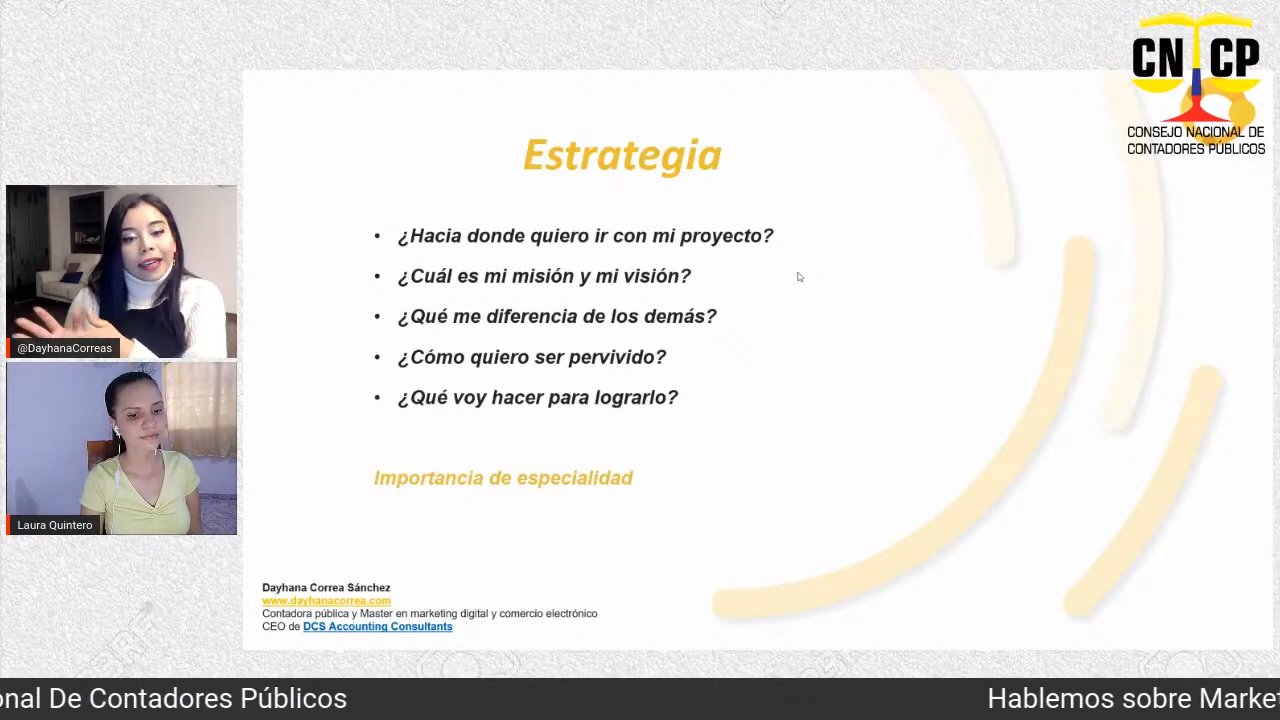 CN CP
CONSEJO NACIONAL DE
CONTADORES PÚBLICOS
Estrategia
• ¿Hacia donde quiero ir con mi proyecto?
• ¿Cuál es mi misión y mi visión?
• ¿Qué me diferencia de los demás?
• ¿Cómo quiero ser pervivido?
• ¿Qué voy hacer para lograrlo?
Importancia de especialidad
@DayhanaCorreas
Laura Quintero
Dayhana Correa Sánchez
www.dayhanacorrea.com
Contadora pública y Master en marketing digital y comercio electrónico
CEO de DCS Accounting Consultants
onal De Contadores Públicos
Hablemos sobre Market